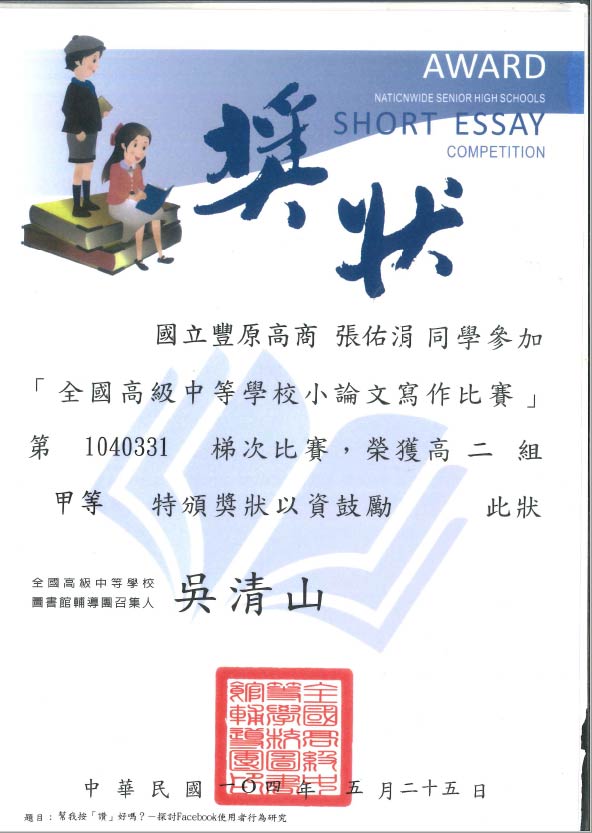 AWARD
NATICNWIDE SENIOR HIGH SCHOOLS
SHORT ESSAY
COMPETITION
獎狀
國立豐原高商 張佑涓 同學參加
「全國高級中等學校小論文寫作比賽」
第 1040331 梯次比賽,榮獲高 二 組
甲等 特頒獎狀以資鼓勵 此狀
全國高級中等學校
圖書館輔導團召集人 吳清山
全國高級中
等學校圖書
館輔導團印
中華民國 一〇四 年 五 月二十五日
題目:幫我按「讚」好嗎?－探討Facebook使用者行為研究